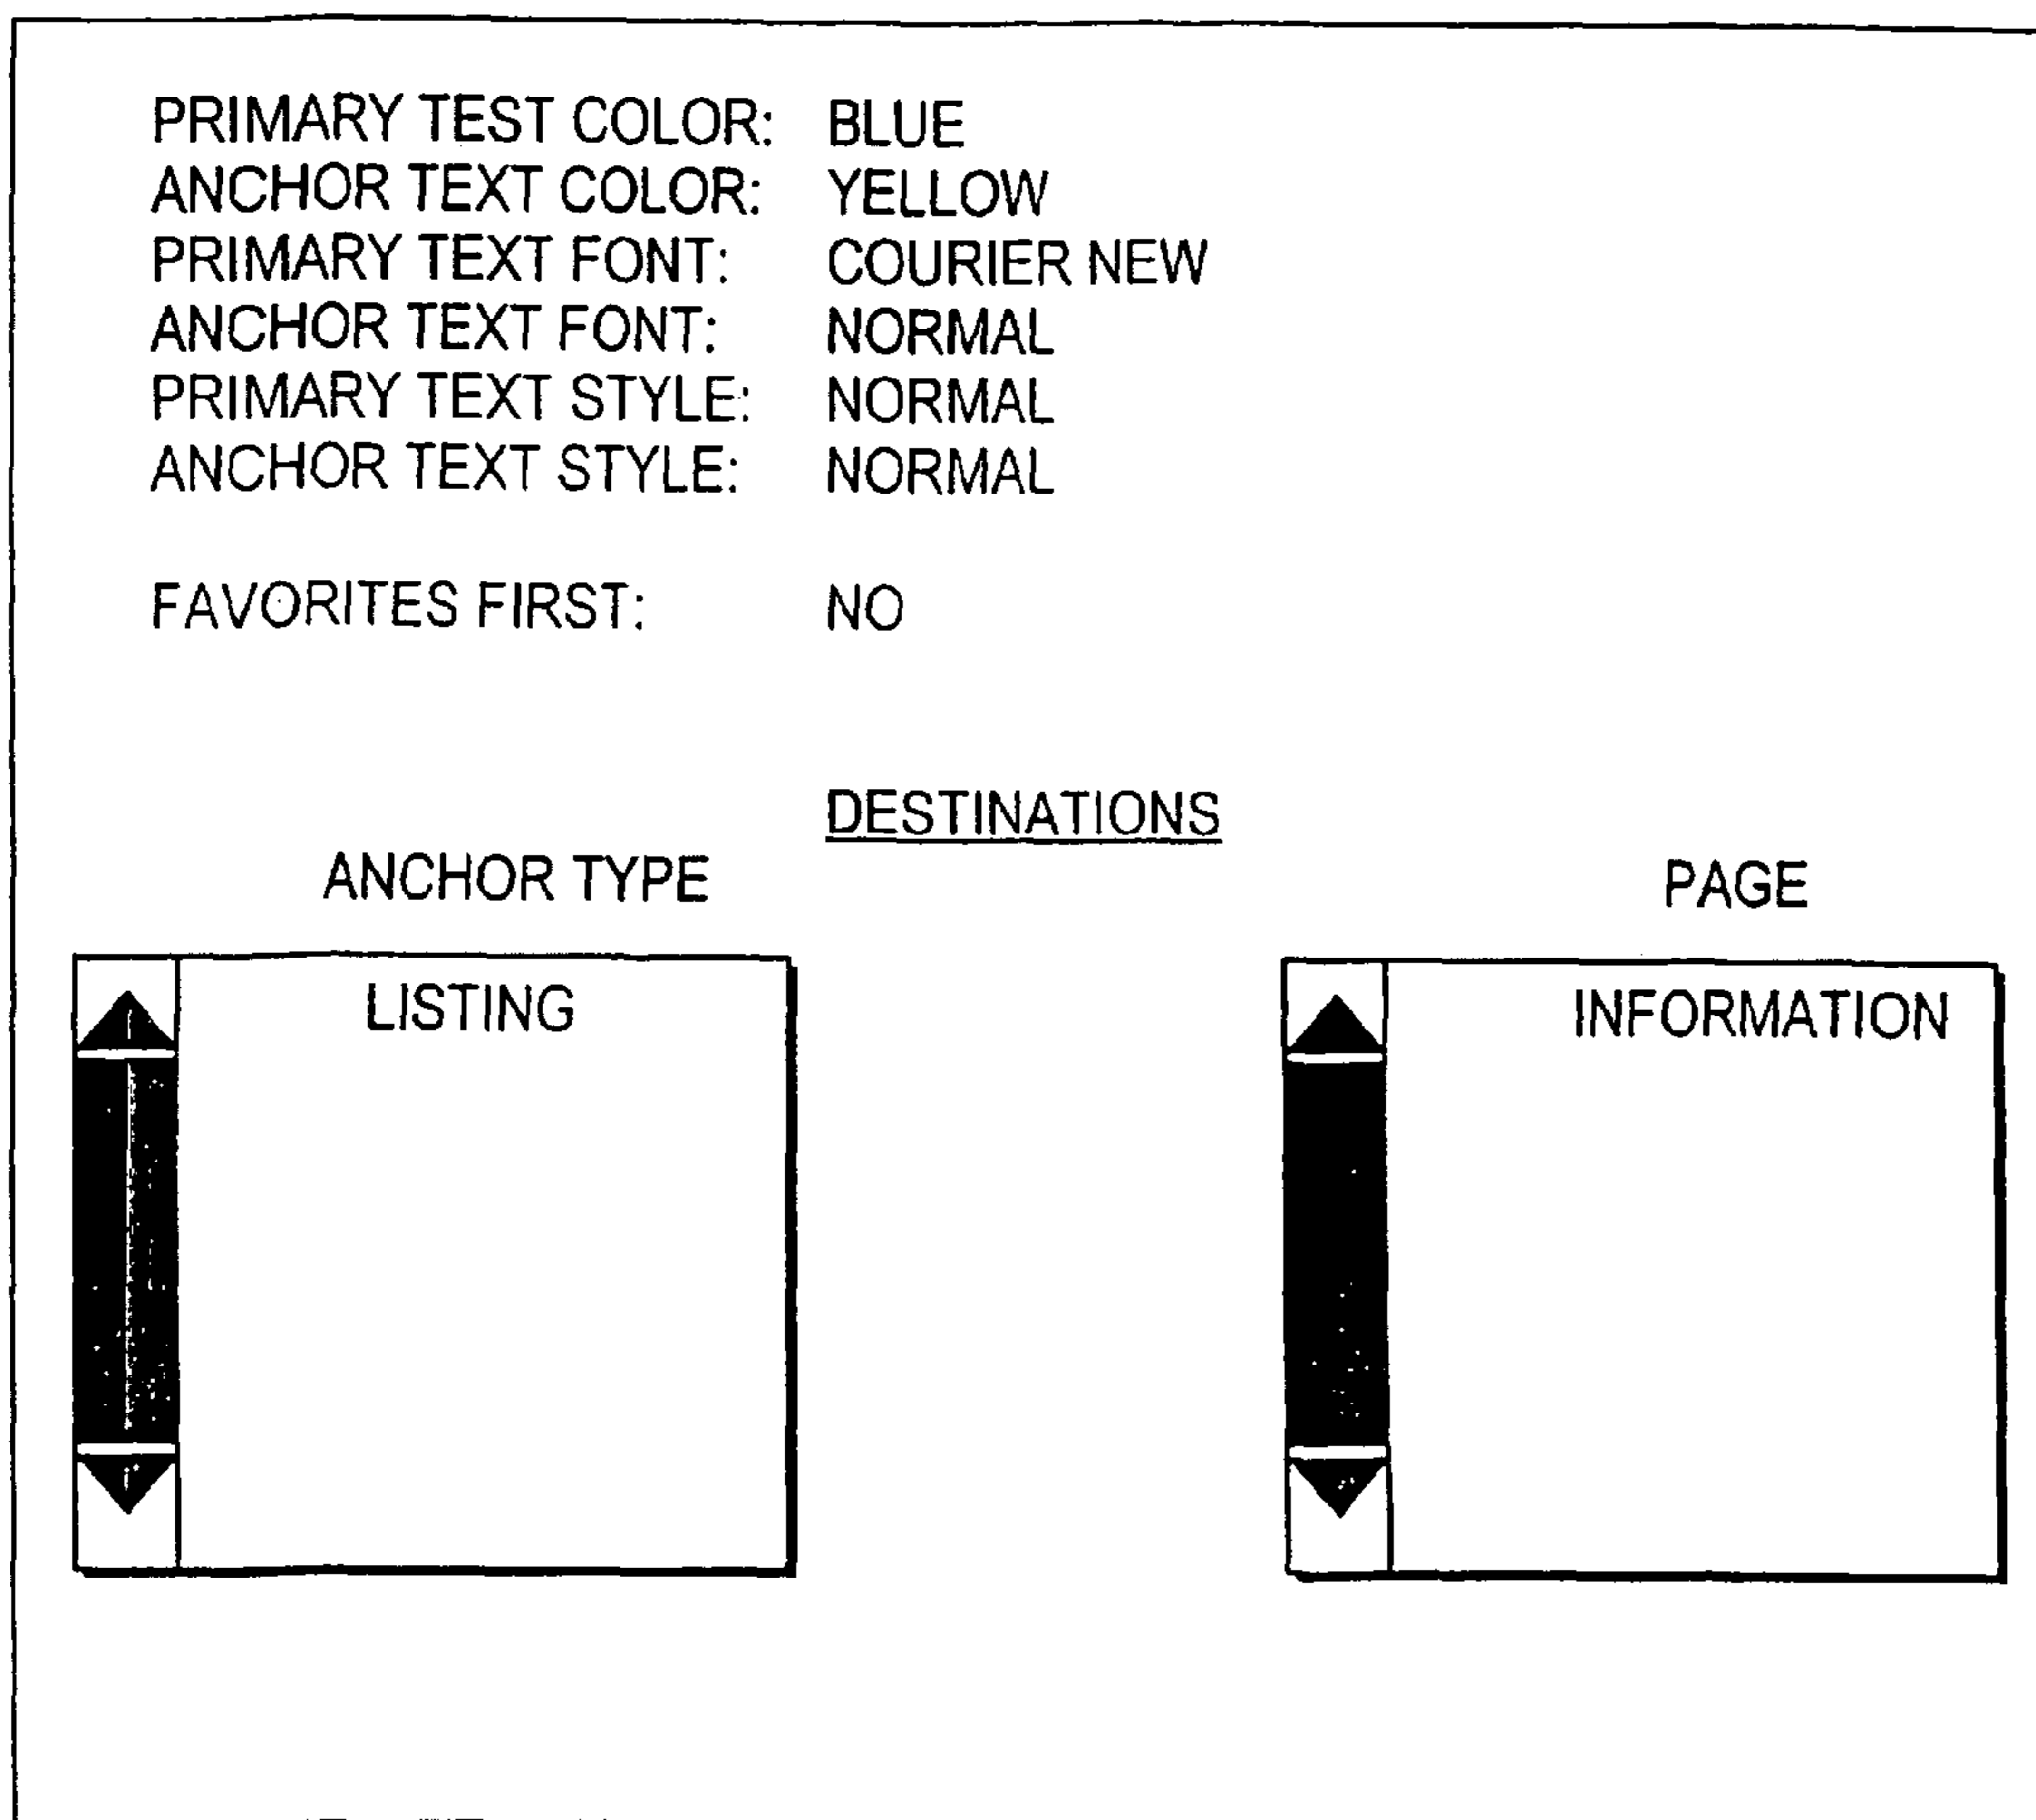 PRIMARY TEST COLOR: BLUE
ANCHOR TEXT COLOR: YELLOW
PRIMARY TEXT FONT: COURIER NEW
ANCHOR TEXT FONT: NORMAL
PRIMARY TEXT STYLE: NORMAL
ANCHOR TEXT STYLE: NORMAL
FAVORITES FIRST: NO
DESTINATIONS
ANCHOR TYPE PAGE
LISTING INFORMATION